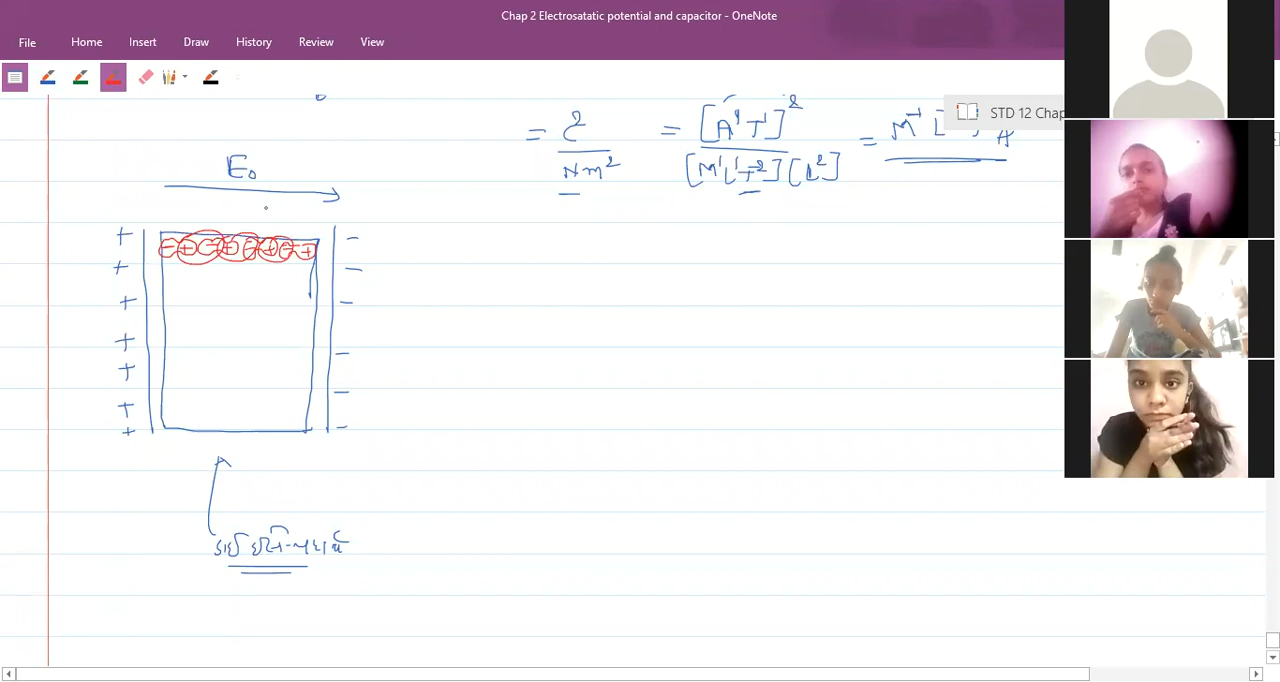 Chap 2 Electrosatatic potential and capacitor - OneNote
File Home Insert Draw History Review View
STD 12 Chap
= C² / Nm² = [A¹T¹]² / [M¹L¹T⁻²][L²] = M⁻¹
E₀
+ - + - + - + -
- + - + - + - +